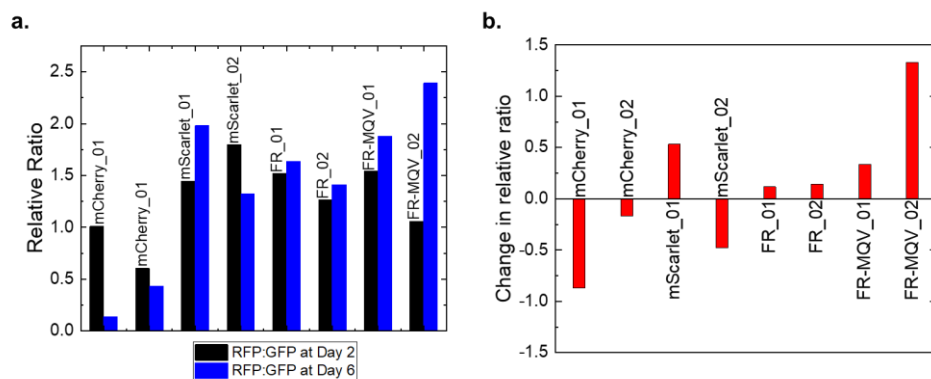 a.
Relative Ratio
2.5
2.0
1.5
1.0
0.5
0.0
mCherry_01
mCherry_01
mScarlet_01
mScarlet_02
FR_01
FR_02
FR-MQV_01
FR-MQV_02
RFP:GFP at Day 2
RFP:GFP at Day 6
b.
Change in relative ratio
1.5
1.0
0.5
0.0
-0.5
-1.0
-1.5
mCherry_01
mCherry_02
mScarlet_01
mScarlet_02
FR_01
FR_02
FR-MQV_01
FR-MQV_02